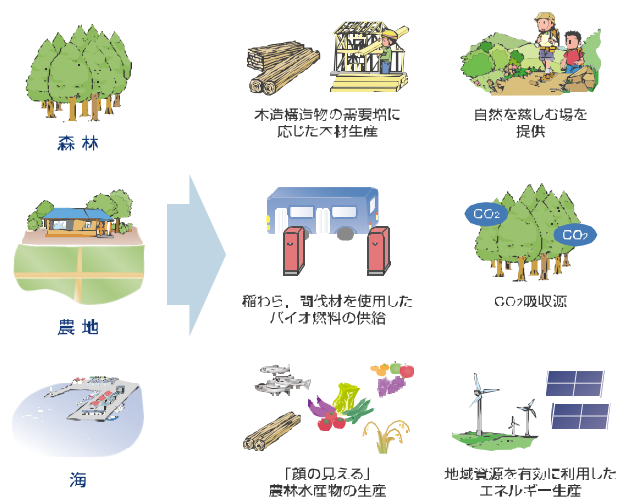 森林
木造構造物の需要増に
応じた木材生産
自然を慈しむ場を
提供
農地
稲わら，間伐材を使用した
バイオ燃料の供給
CO₂
CO₂
CO₂吸収源
海
「顔の見える」
農林水産物の生産
地域資源を有効に利用した
エネルギー生産